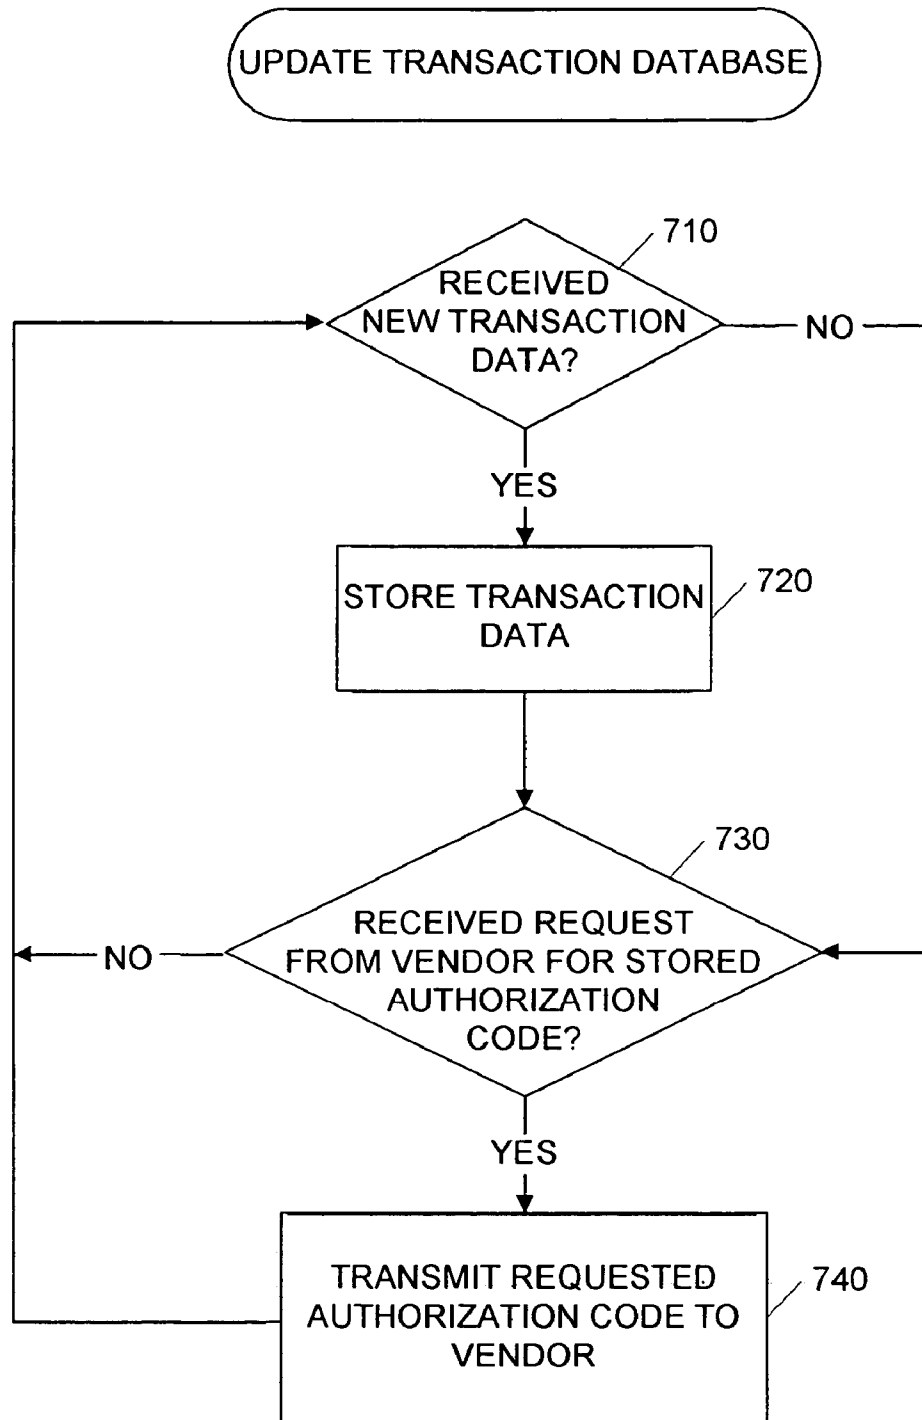 UPDATE TRANSACTION DATABASE
710
RECEIVED
NEW TRANSACTION
DATA?
NO
YES
720
STORE TRANSACTION
DATA
730
RECEIVED REQUEST
FROM VENDOR FOR STORED
AUTHORIZATION
CODE?
NO
YES
740
TRANSMIT REQUESTED
AUTHORIZATION CODE TO
VENDOR